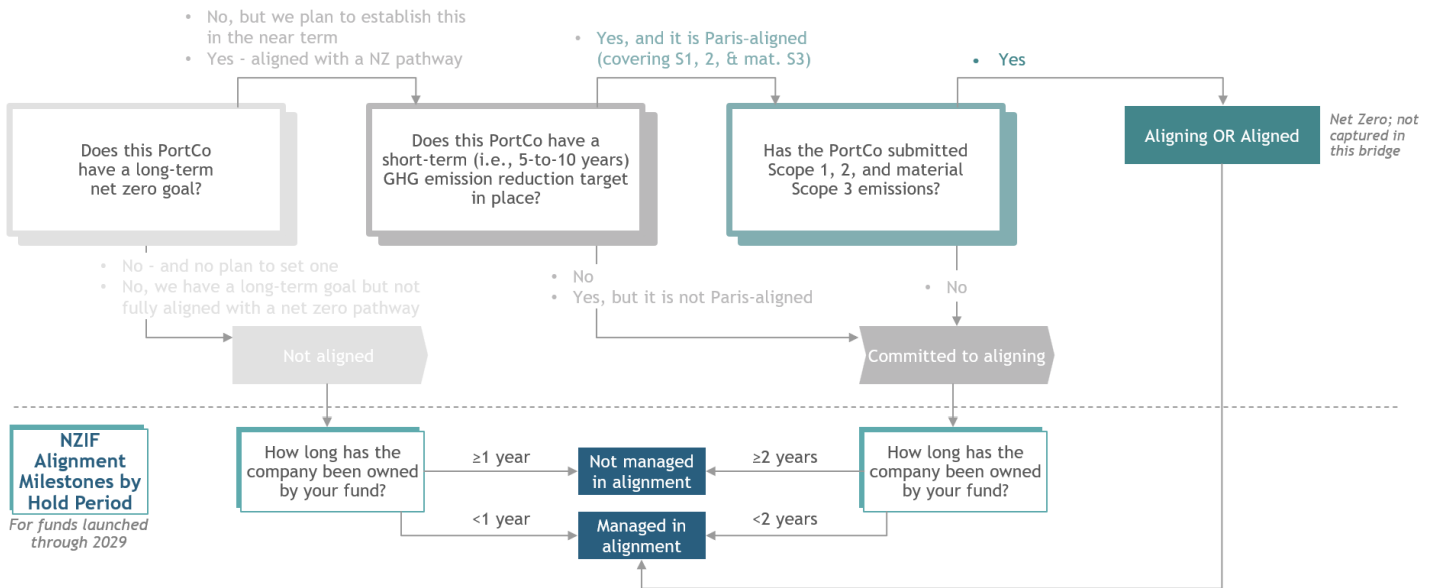 • No, but we plan to establish this
in the near term
• Yes - aligned with a NZ pathway
• Yes, and it is Paris-aligned
(covering S1, 2, & mat. S3)
• Yes
Does this PortCo
have a long-term
net zero goal?
Does this PortCo have a
short-term (i.e., 5-to-10 years)
GHG emission reduction target
in place?
Has the PortCo submitted
Scope 1, 2, and material
Scope 3 emissions?
Aligning OR Aligned
Net Zero; not
captured in
this bridge
• No - and no plan to set one
• No, we have a long-term goal but not
fully aligned with a net zero pathway
• No
• Yes, but it is not Paris-aligned
• No
Not aligned
Committed to aligning
NZIF
Alignment
Milestones by
Hold Period
For funds launched
through 2029
How long has the
company been owned
by your fund?
≥1 year
<1 year
Not managed
in alignment
Managed in
alignment
≥2 years
<2 years
How long has the
company been owned
by your fund?